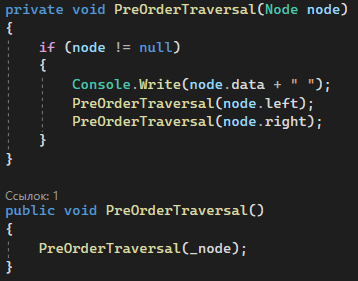 private void PreOrderTraversal(Node node)
{
    if (node != null)
    {
        Console.Write(node.data + " ");
        PreOrderTraversal(node.left);
        PreOrderTraversal(node.right);
    }
}
Ссылок: 1
public void PreOrderTraversal()
{
    PreOrderTraversal(_node);
}